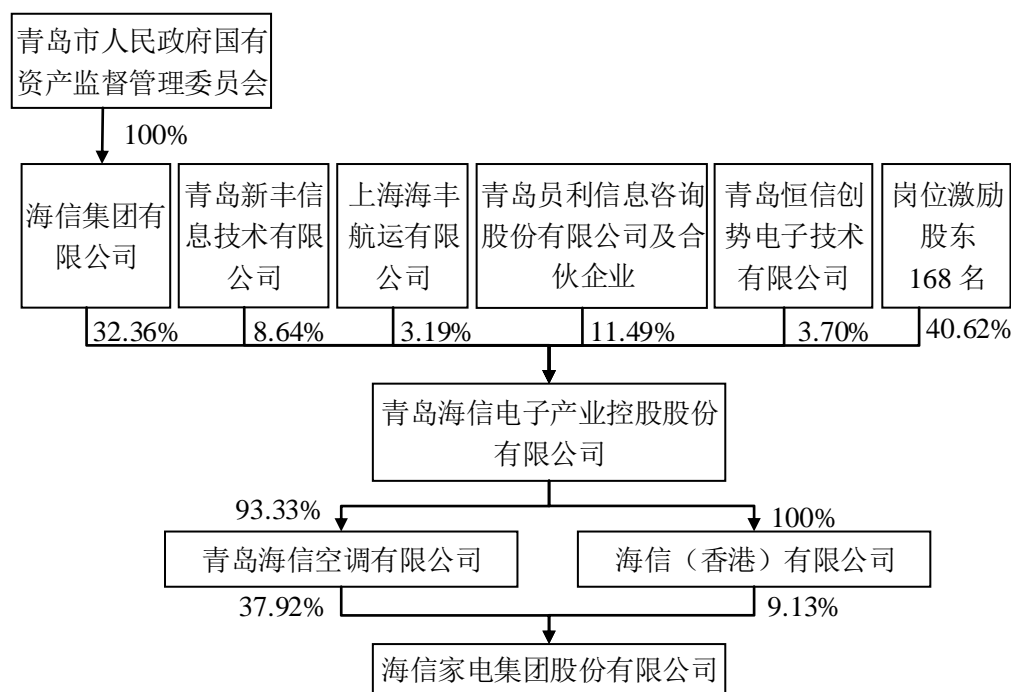 青岛市人民政府国有
资产监督管理委员会
100%
海信集团有
限公司
青岛新丰信
息技术有限
公司
上海海丰
航运有限
公司
青岛员利信息咨询
股份有限公司及合
伙企业
青岛恒信创
势电子技术
有限公司
岗位激励
股东
168 名
32.36%
8.64%
3.19%
11.49%
3.70%
40.62%
青岛海信电子产业控股股份
有限公司
93.33%
100%
青岛海信空调有限公司
海信（香港）有限公司
37.92%
9.13%
海信家电集团股份有限公司